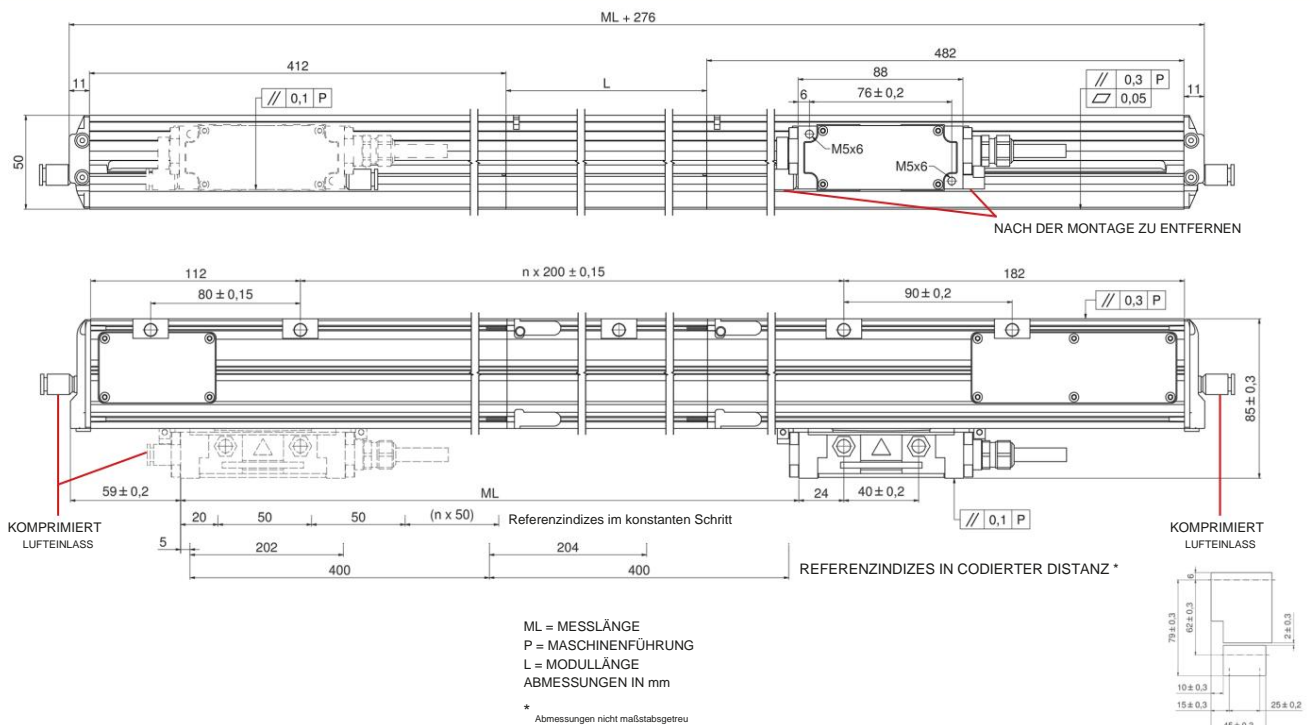 ML + 276
482
412
L
88
// 0,3 P
11
11
// 0,1 P
6
76 ± 0,2
▱ 0,05
50
M5x6
M5x6
NACH DER MONTAGE ZU ENTFERNEN
112
n x 200 ± 0,15
182
80 ± 0,15
90 ± 0,2
// 0,3 P
85 ± 0,3
59 ± 0,2
ML
24
40 ± 0,2
20
50
50
(n x 50)
Referenzindizes im konstanten Schritt
// 0,1 P
KOMPRIMIERT
LUFTEINLASS
KOMPRIMIERT
LUFTEINLASS
5
202
204
400
400
REFERENZINDIZES IN CODIERTER DISTANZ *
6
79 ± 0,3
62 ± 0,3
2 ± 0,3
10 ± 0,3
15 ± 0,3
25 ± 0,2
45 ± 0,3
ML = MESSLÄNGE
P = MASCHINENFÜHRUNG
L = MODULLÄNGE
ABMESSUNGEN IN mm
*
Abmessungen nicht maßstabsgetreu